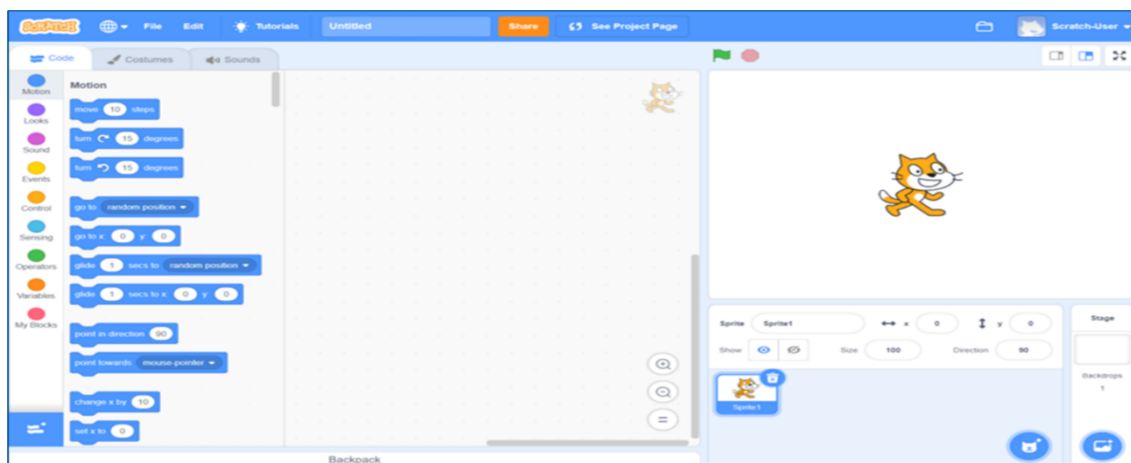 SCRATCH File Edit Tutorials Untitled Share See Project Page Scratch-User
Code Costumes Sounds
Motion
Looks
Sound
Events
Control
Sensing
Operators
Variables
My Blocks
Motion
move 10 steps
turn 15 degrees
turn 15 degrees
go to random position
go to x: 0 y: 0
glide 1 secs to random position
glide 1 secs to x: 0 y: 0
point in direction 90
point towards mouse-pointer
change x by 10
set x to 0
Backpack
Sprite Sprite1 x 0 y 0
Show Size 100 Direction 90
Sprite1
Stage
Backdrops
1